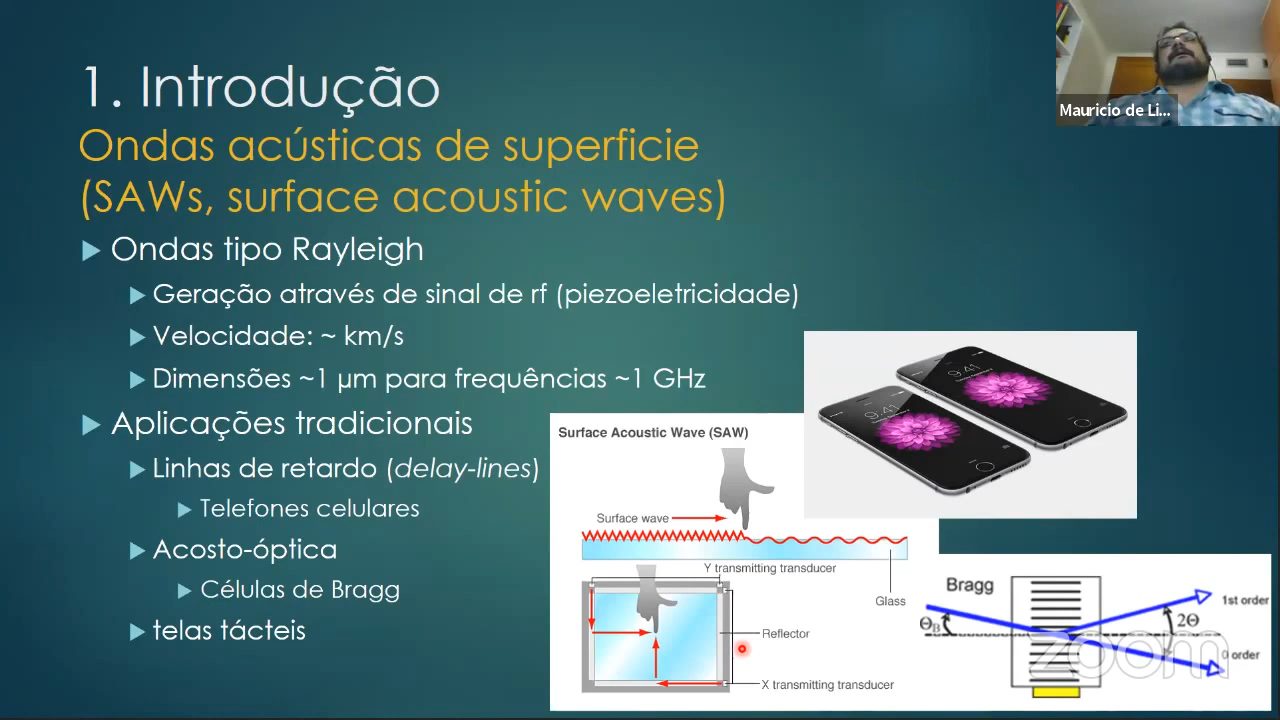 1. Introdução
Ondas acústicas de superficie
(SAWs, surface acoustic waves)
Ondas tipo Rayleigh
Geração através de sinal de rf (piezoeletricidade)
Velocidade: ~ km/s
Dimensões ~1 µm para frequências ~1 GHz
Aplicações tradicionais
Linhas de retardo (delay-lines)
Telefones celulares
Acosto-óptica
Células de Bragg
telas tácteis
Mauricio de Li...
9:41
9:41
Surface Acoustic Wave (SAW)
Surface wave
Y transmitting transducer
Glass
Reflector
X transmitting transducer
Bragg
1st order
ΘB
2Θ
0 order
zoom